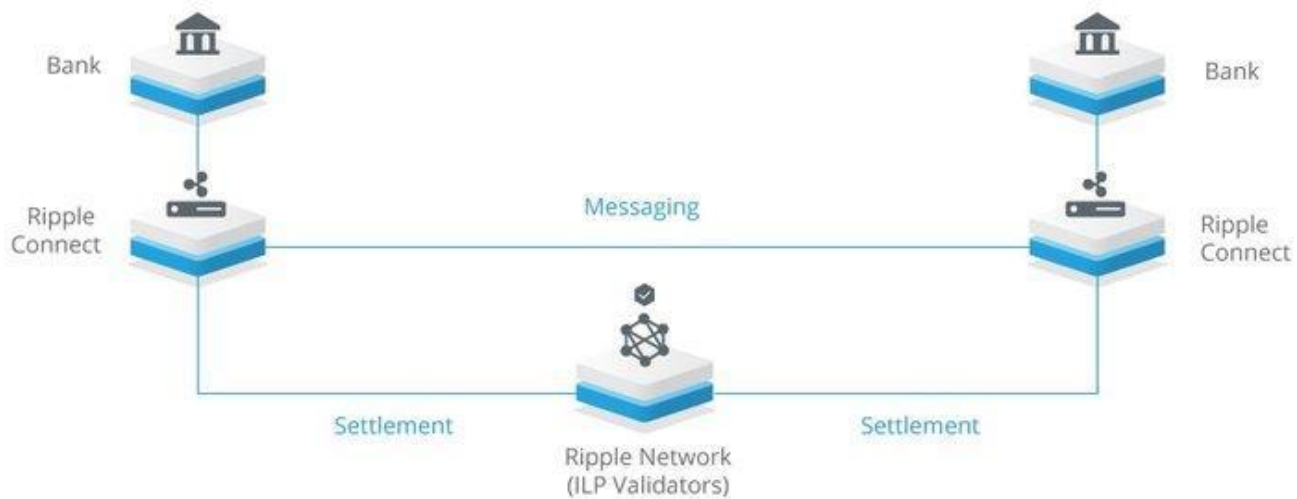 Bank
Bank
Ripple
Connect
Messaging
Ripple
Connect
Settlement
Settlement
Ripple Network
(ILP Validators)